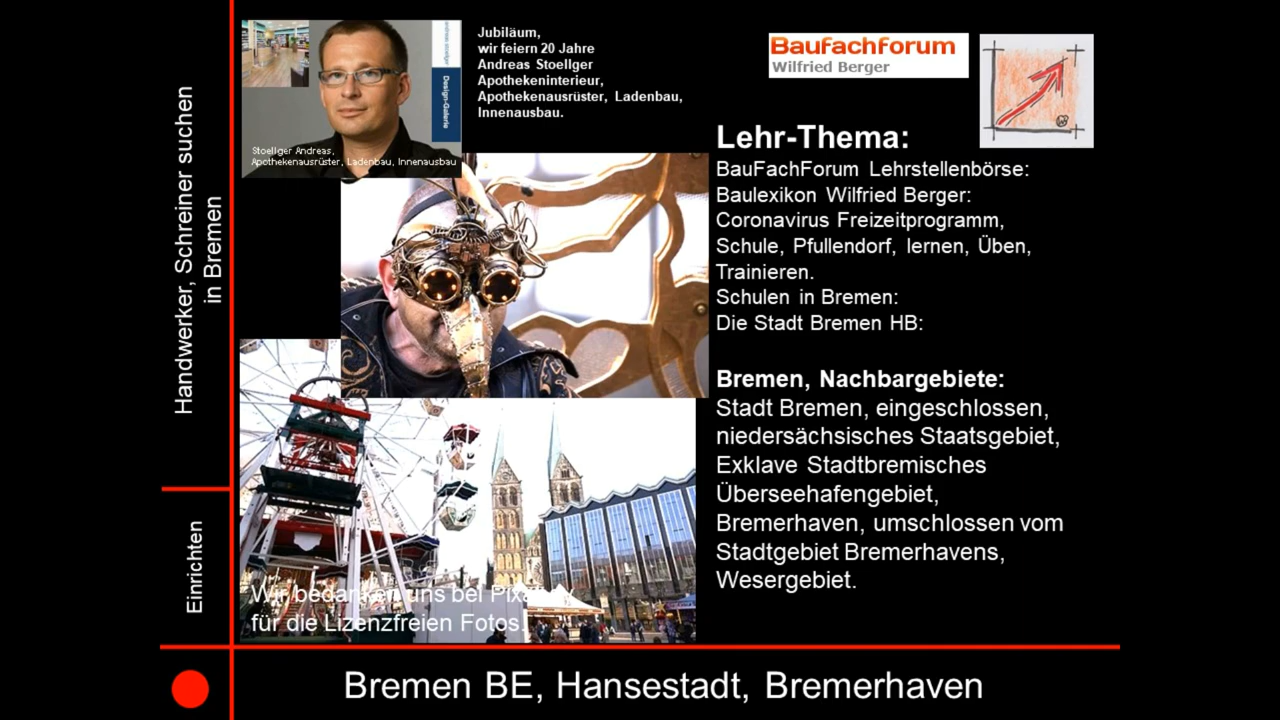 Handwerker, Schreiner suchen
in Bremen
Einrichten
andreas stoellger
Design-Galerie
Stoellger Andreas,
Apothekenausrüster, Ladenbau, Innenausbau
Jubiläum,
wir feiern 20 Jahre
Andreas Stoellger
Apothekeninterieur,
Apothekenausrüster, Ladenbau,
Innenausbau.
Baufachforum
Wilfried Berger
Lehr-Thema:
BauFachForum Lehrstellenbörse:
Baulexikon Wilfried Berger:
Coronavirus Freizeitprogramm,
Schule, Pfullendorf, lernen, Üben,
Trainieren.
Schulen in Bremen:
Die Stadt Bremen HB:
Bremen, Nachbargebiete:
Stadt Bremen, eingeschlossen,
niedersächsisches Staatsgebiet,
Exklave Stadtbremisches
Überseehafengebiet,
Bremerhaven, umschlossen vom
Stadtgebiet Bremerhavens,
Wesergebiet.
Wir bedanken uns bei
für die Lizenzfreien Fotos.
Bremen BE, Hansestadt, Bremerhaven